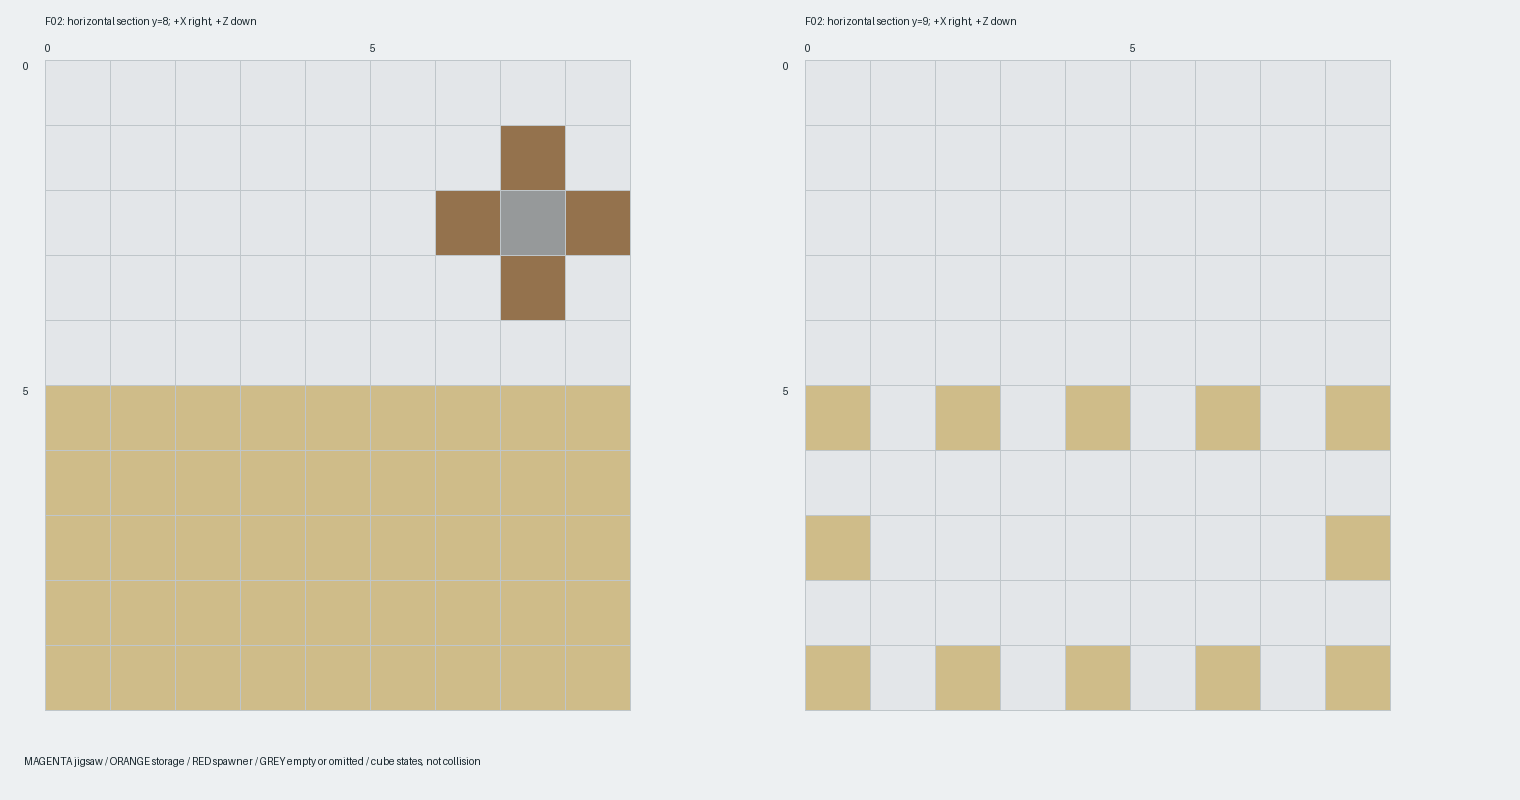 F02: horizontal section y=8; +X right, +Z down
F02: horizontal section y=9; +X right, +Z down
0 5
0 5
0
0
5
5
MAGENTA jigsaw / ORANGE storage / RED spawner / GREY empty or omitted / cube states, not collision